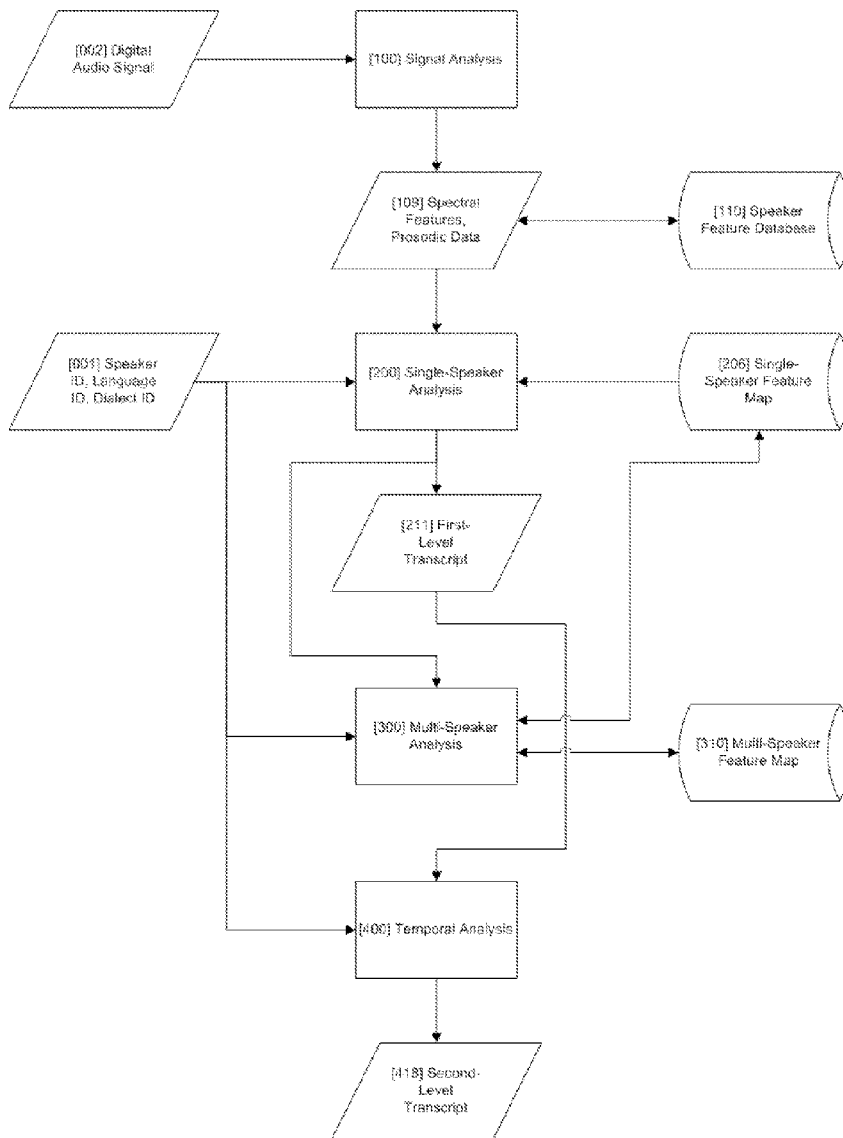 [002] Digital
Audio Signal
[100] Signal Analysis
[109] Spectral
Features,
Prosodic Data
[110] Speaker
Feature Database
[001] Speaker
ID, Language
ID, Dialect ID
[200] Single-Speaker
Analysis
[206] Single-
Speaker Feature
Map
[211] First-
Level
Transcript
[300] Multi-Speaker
Analysis
[310] Multi-Speaker
Feature Map
[400] Temporal Analysis
[418] Second-
Level
Transcript